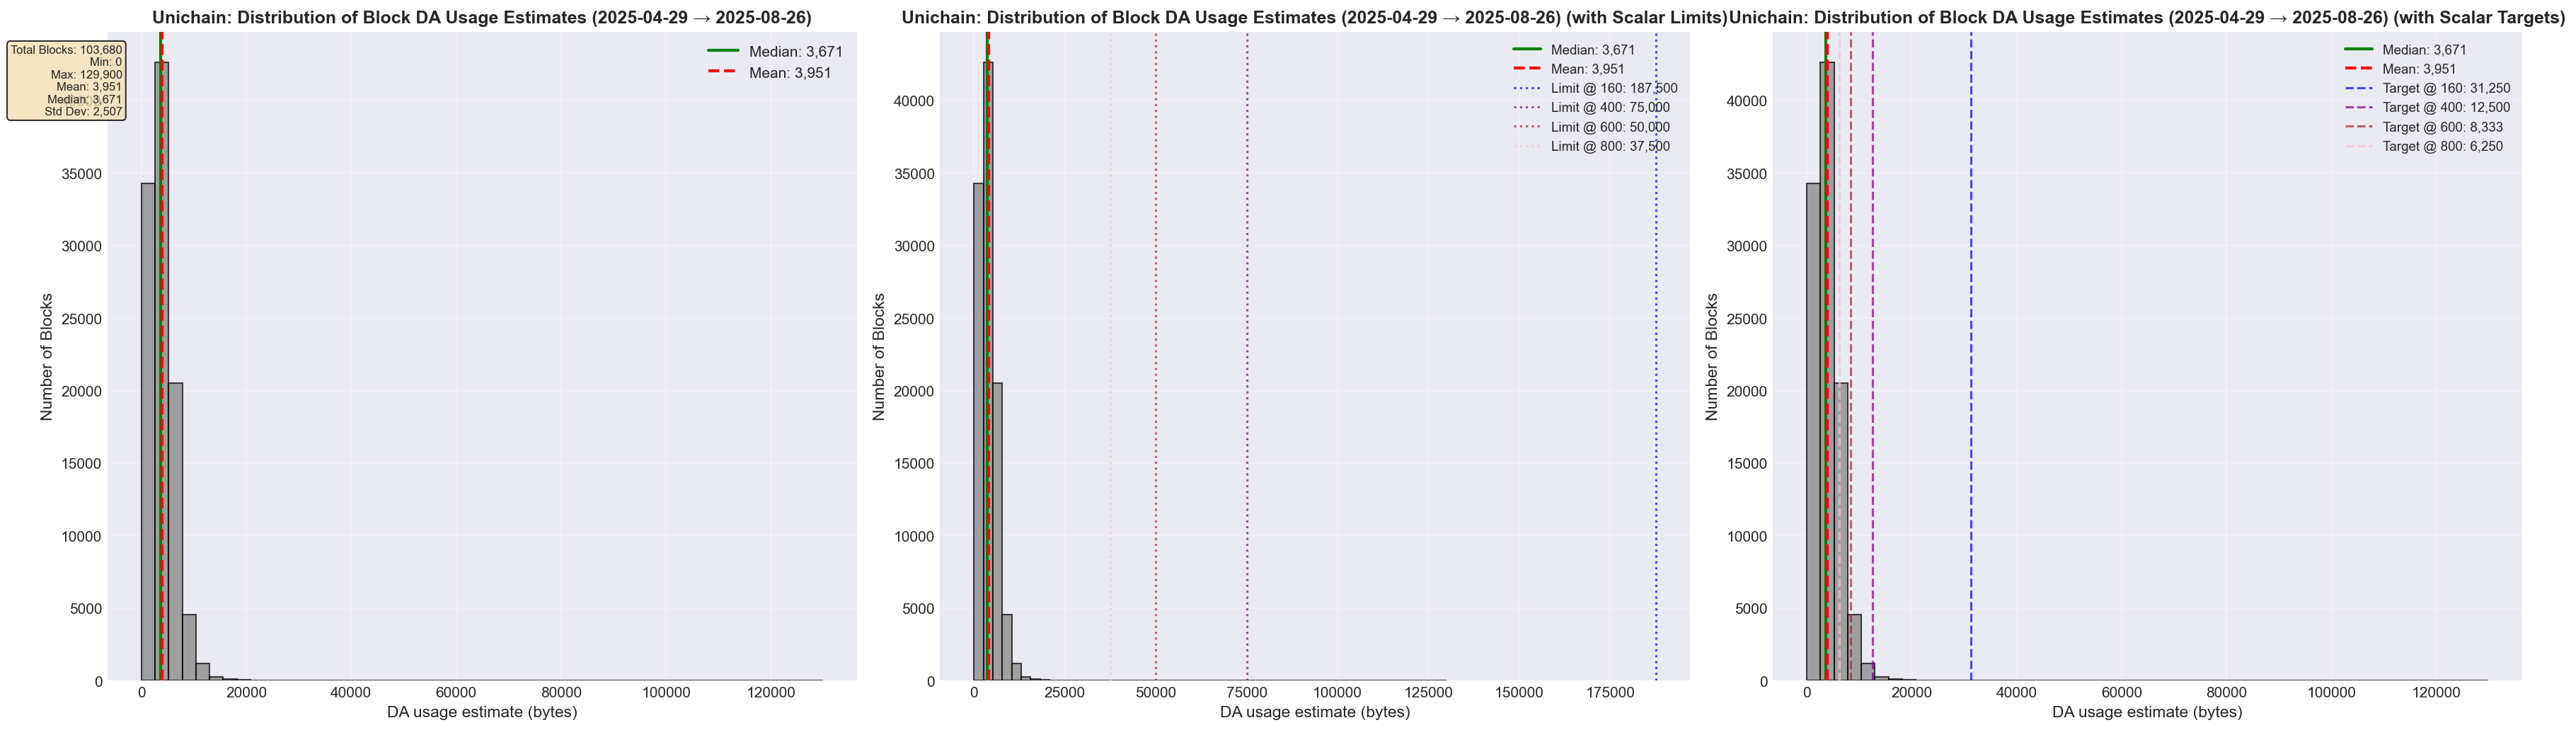 Unichain: Distribution of Block DA Usage Estimates (2025-04-29 → 2025-08-26)
Total Blocks: 103,680
Min: 0
Max: 129,900
Mean: 3,951
Median: 3,671
Std Dev: 2,507
Median: 3,671
Mean: 3,951
Number of Blocks
35000
30000
25000
20000
15000
10000
5000
0
0 20000 40000 60000 80000 100000 120000
DA usage estimate (bytes)
Unichain: Distribution of Block DA Usage Estimates (2025-04-29 → 2025-08-26) (with Scalar Limits)
Median: 3,671
Mean: 3,951
Limit @ 160: 187,500
Limit @ 400: 75,000
Limit @ 600: 50,000
Limit @ 800: 37,500
Number of Blocks
40000
35000
30000
25000
20000
15000
10000
5000
0
0 25000 50000 75000 100000 125000 150000 175000
DA usage estimate (bytes)
Unichain: Distribution of Block DA Usage Estimates (2025-04-29 → 2025-08-26) (with Scalar Targets)
Median: 3,671
Mean: 3,951
Target @ 160: 31,250
Target @ 400: 12,500
Target @ 600: 8,333
Target @ 800: 6,250
Number of Blocks
40000
35000
30000
25000
20000
15000
10000
5000
0
0 20000 40000 60000 80000 100000 120000
DA usage estimate (bytes)